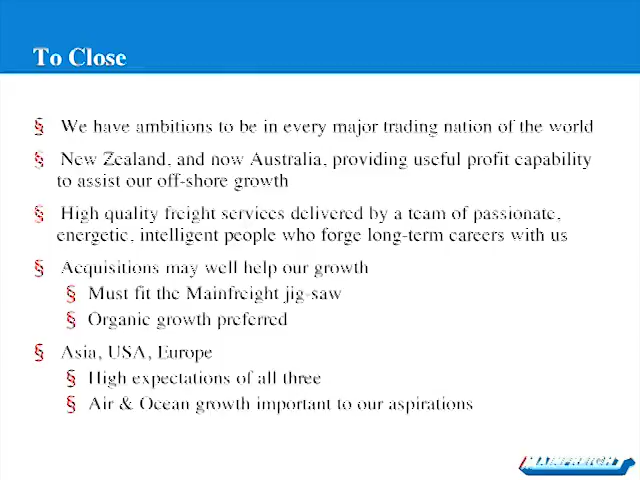 To Close
§ We have ambitions to be in every major trading nation of the world
§ New Zealand, and now Australia, providing useful profit capability
to assist our off-shore growth
§ High quality freight services delivered by a team of passionate,
energetic, intelligent people who forge long-term careers with us
§ Acquisitions may well help our growth
§ Must fit the Mainfreight jig-saw
§ Organic growth preferred
§ Asia, USA, Europe
§ High expectations of all three
§ Air & Ocean growth important to our aspirations
MAINFREIGHT